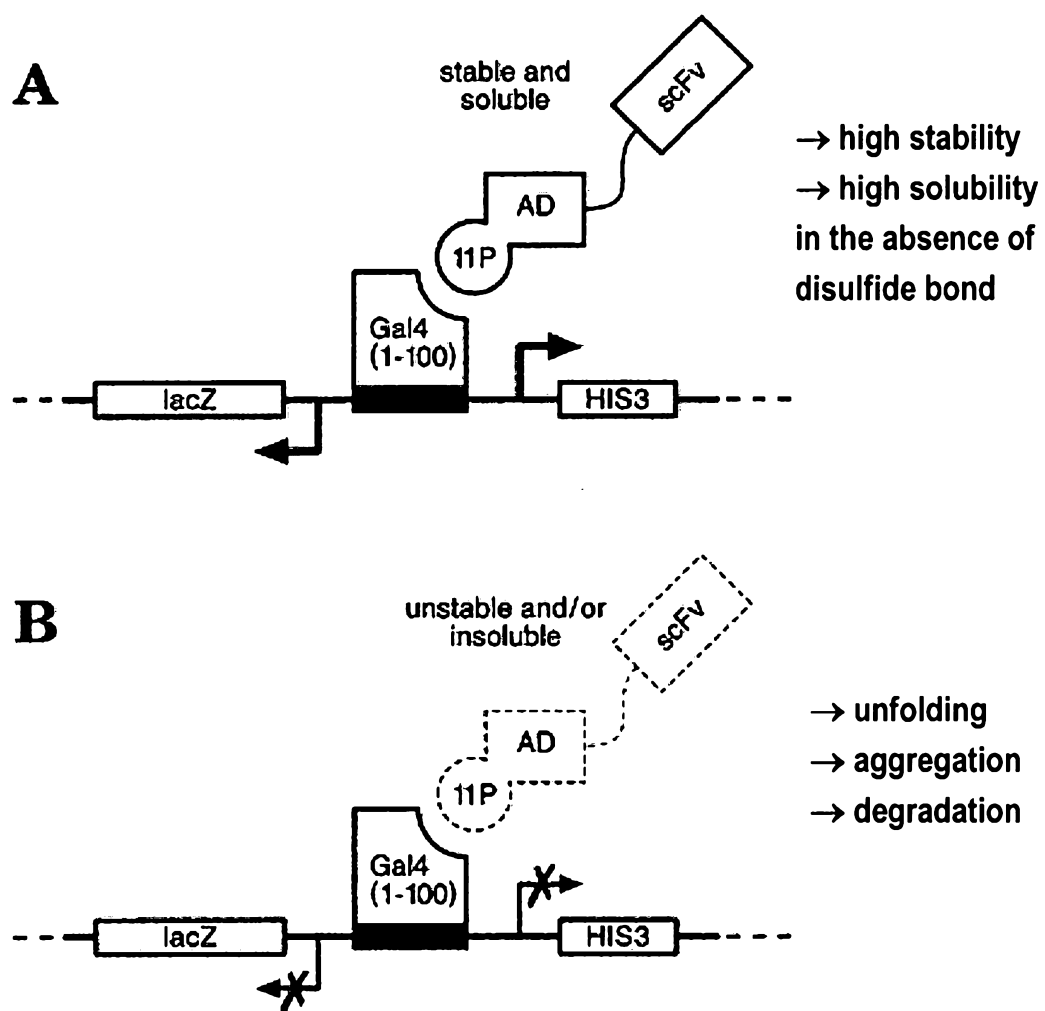 A
stable and
soluble
scFv
→ high stability
→ high solubility
in the absence of
disulfide bond
AD
11P
Gal4
(1-100)
lacZ
HIS3
B
unstable and/or
insoluble
scFv
→ unfolding
→ aggregation
→ degradation
AD
11P
Gal4
(1-100)
lacZ
HIS3